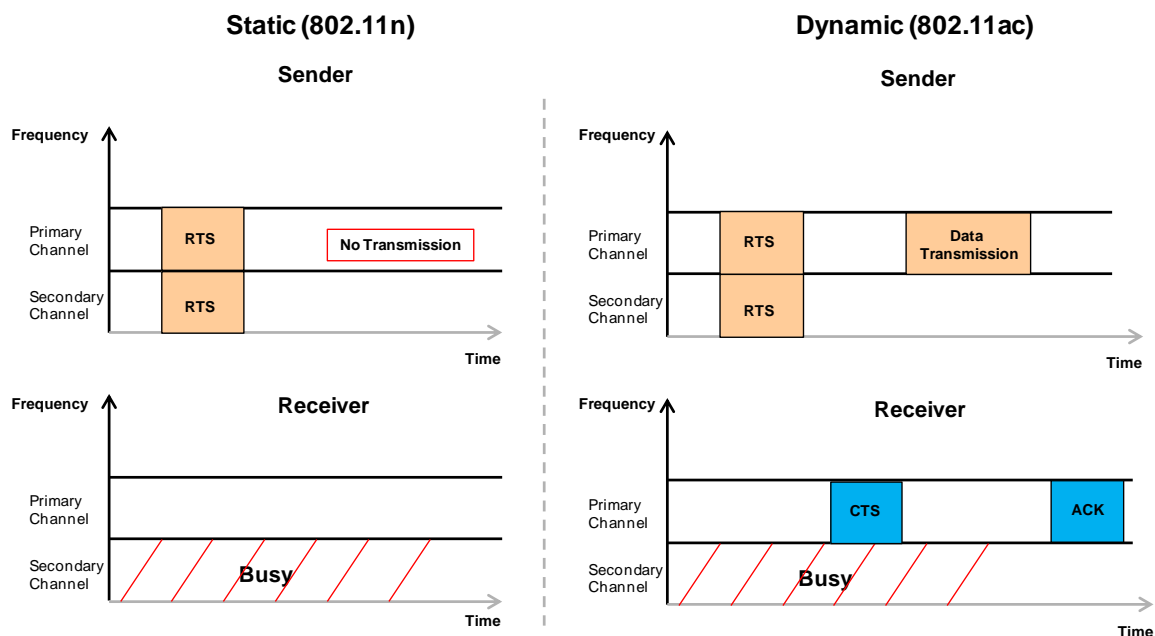 Static (802.11n)
Sender
Frequency
Primary
Channel
RTS
No Transmission
Secondary
Channel
RTS
Time
Frequency
Receiver
Primary
Channel
Secondary
Channel
Busy
Time
Dynamic (802.11ac)
Sender
Frequency
Primary
Channel
RTS
Data
Transmission
Secondary
Channel
RTS
Time
Frequency
Receiver
Primary
Channel
CTS
ACK
Secondary
Channel
Busy
Time